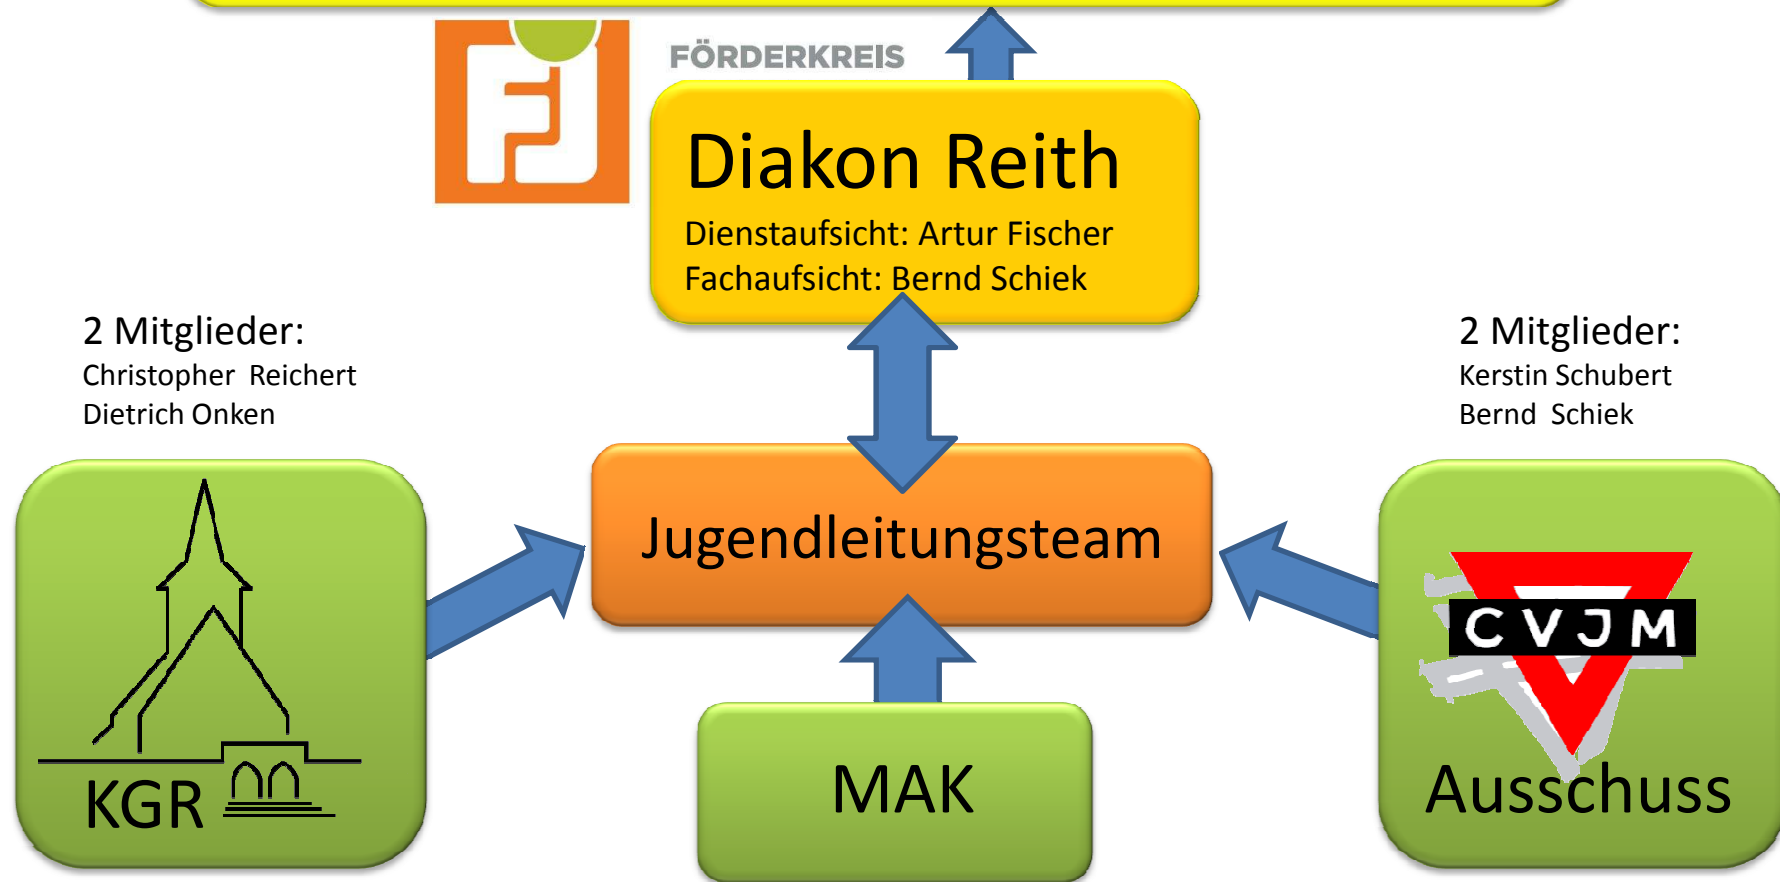 FÖRDERKREIS
Diakon Reith
Dienstaufsicht: Artur Fischer
Fachaufsicht: Bernd Schiek
2 Mitglieder:
Christopher Reichert
Dietrich Onken
2 Mitglieder:
Kerstin Schubert
Bernd Schiek
Jugendleitungsteam
KGR
MAK
CVJM
Ausschuss